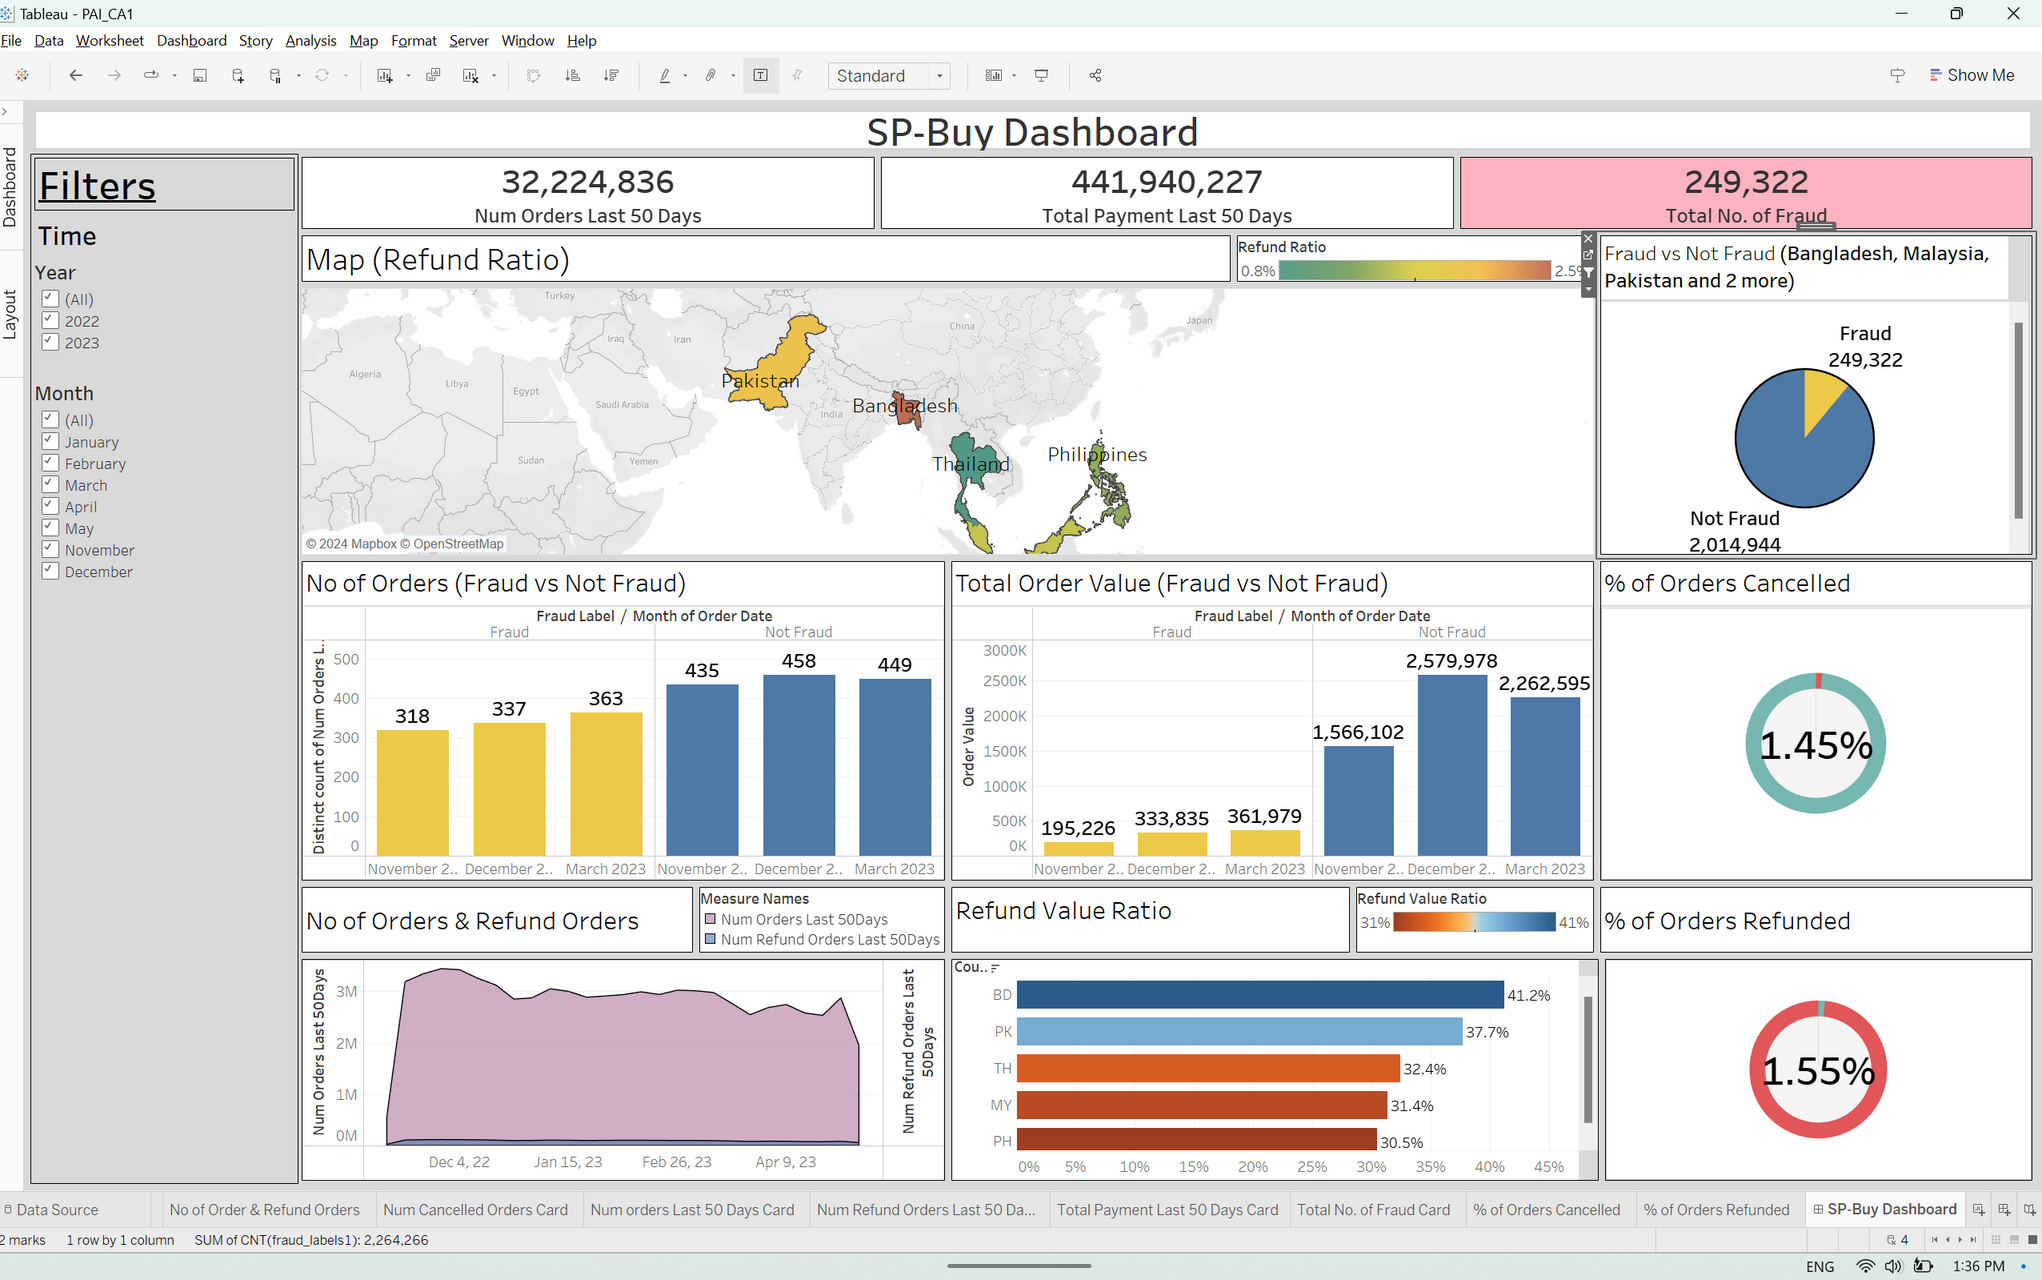 Tableau - PAI_CA1
File Data Worksheet Dashboard Story Analysis Map Format Server Window Help
Standard
Show Me
Dashboard
Layout
SP-Buy Dashboard
Filters
Time
Year
(All)
2022
2023
Month
(All)
January
February
March
April
May
November
December
32,224,836
Num Orders Last 50 Days
441,940,227
Total Payment Last 50 Days
249,322
Total No. of Fraud
Map (Refund Ratio)
Refund Ratio
0.8% 2.5%
Turkey
Japan
China
Iraq
Iran
Algeria
Libya
Egypt
Saudi Arabia
Pakistan
Bangladesh
India
Sudan
Yemen
Thailand
Philippines
© 2024 Mapbox © OpenStreetMap
Fraud vs Not Fraud (Bangladesh, Malaysia,
Pakistan and 2 more)
Fraud
249,322
Not Fraud
2,014,944
No of Orders (Fraud vs Not Fraud)
Fraud Label / Month of Order Date
Fraud Not Fraud
Distinct count of Num Orders L..
500
400
300
200
100
0
318 337 363 435 458 449
November 2.. December 2.. March 2023 November 2.. December 2.. March 2023
Total Order Value (Fraud vs Not Fraud)
Fraud Label / Month of Order Date
Fraud Not Fraud
Order Value
3000K
2500K
2000K
1500K
1000K
500K
0K
195,226 333,835 361,979 1,566,102 2,579,978 2,262,595
November 2.. December 2.. March 2023 November 2.. December 2.. March 2023
% of Orders Cancelled
1.45%
No of Orders & Refund Orders
Measure Names
Num Orders Last 50Days
Num Refund Orders Last 50Days
Num Orders Last 50Days
3M
2M
1M
0M
Dec 4, 22 Jan 15, 23 Feb 26, 23 Apr 9, 23
Num Refund Orders Last
50Days
Refund Value Ratio
Refund Value Ratio
31% 41%
Cou..
BD 41.2%
PK 37.7%
TH 32.4%
MY 31.4%
PH 30.5%
0% 5% 10% 15% 20% 25% 30% 35% 40% 45%
% of Orders Refunded
1.55%
Data Source
No of Order & Refund Orders
Num Cancelled Orders Card
Num orders Last 50 Days Card
Num Refund Orders Last 50 Da...
Total Payment Last 50 Days Card
Total No. of Fraud Card
% of Orders Cancelled
% of Orders Refunded
SP-Buy Dashboard
2 marks 1 row by 1 column SUM of CNT(fraud_labels1): 2,264,266
4
ENG 1:36 PM